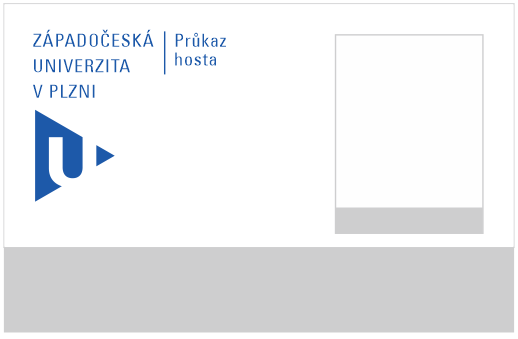 ZÁPADOČESKÁ
UNIVERZITA
V PLZNI
Průkaz
hosta